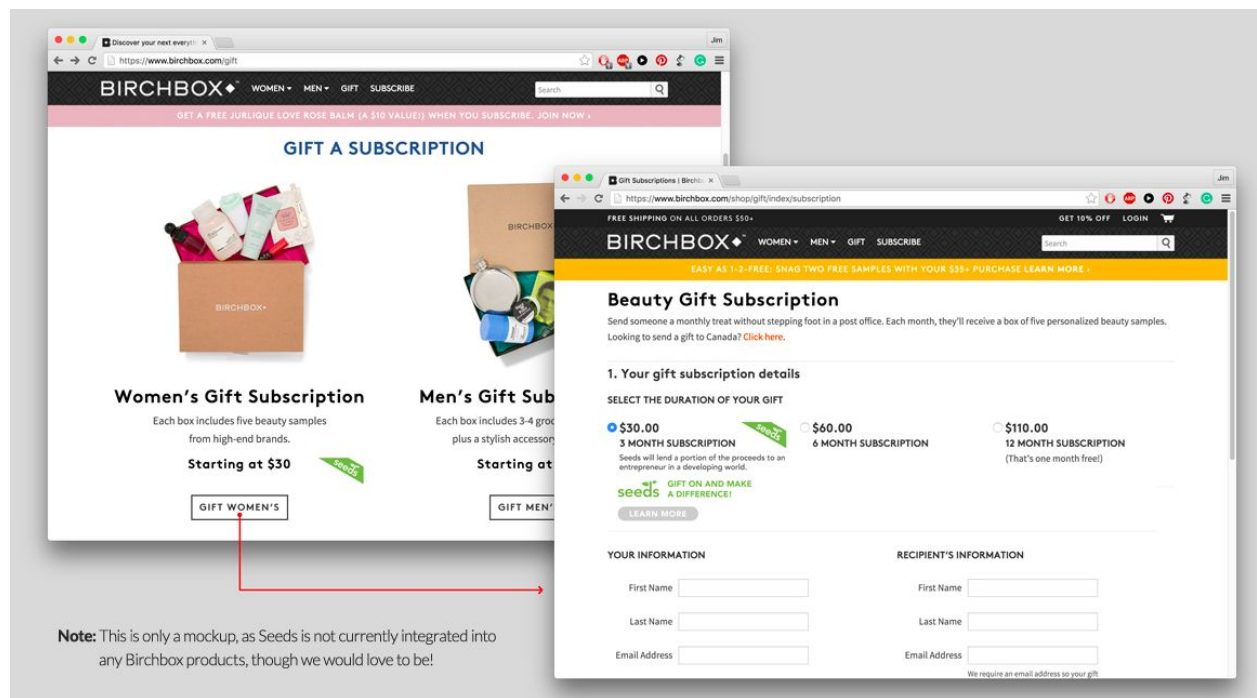 Discover your next everyth
Jim
https://www.birchbox.com/gift
BIRCHBOX
WOMEN
MEN
GIFT
SUBSCRIBE
Search
GET A FREE JURLIQUE LOVE ROSE BALM (A $10 VALUE!) WHEN YOU SUBSCRIBE. JOIN NOW ›
GIFT A SUBSCRIPTION
BIRCHBOX
BIRCHBOX
Women's Gift Subscription
Each box includes five beauty samples
from high-end brands.
Starting at $30
seeds
GIFT WOMEN'S
Men's Gift Sub
Each box includes 3-4 groo
plus a stylish accessory
Starting at
GIFT MEN'
Gift Subscriptions | Birchb
Jim
https://www.birchbox.com/shop/gift/index/subscription
FREE SHIPPING ON ALL ORDERS $50+
GET 10% OFF
LOGIN
BIRCHBOX
WOMEN
MEN
GIFT
SUBSCRIBE
Search
EASY AS 1-2-FREE: SNAG TWO FREE SAMPLES WITH YOUR $35+ PURCHASE LEARN MORE ›
Beauty Gift Subscription
Send someone a monthly treat without stepping foot in a post office. Each month, they'll receive a box of five personalized beauty samples.
Looking to send a gift to Canada? Click here.
1. Your gift subscription details
SELECT THE DURATION OF YOUR GIFT
$30.00
3 MONTH SUBSCRIPTION
seeds
Seeds will lend a portion of the proceeds to an
entrepreneur in a developing world.
seeds
GIFT ON AND MAKE
A DIFFERENCE!
LEARN MORE
$60.00
6 MONTH SUBSCRIPTION
$110.00
12 MONTH SUBSCRIPTION
(That's one month free!)
YOUR INFORMATION
First Name
Last Name
Email Address
RECIPIENT'S INFORMATION
First Name
Last Name
Email Address
We require an email address so your gift
Note: This is only a mockup, as Seeds is not currently integrated into
any Birchbox products, though we would love to be!